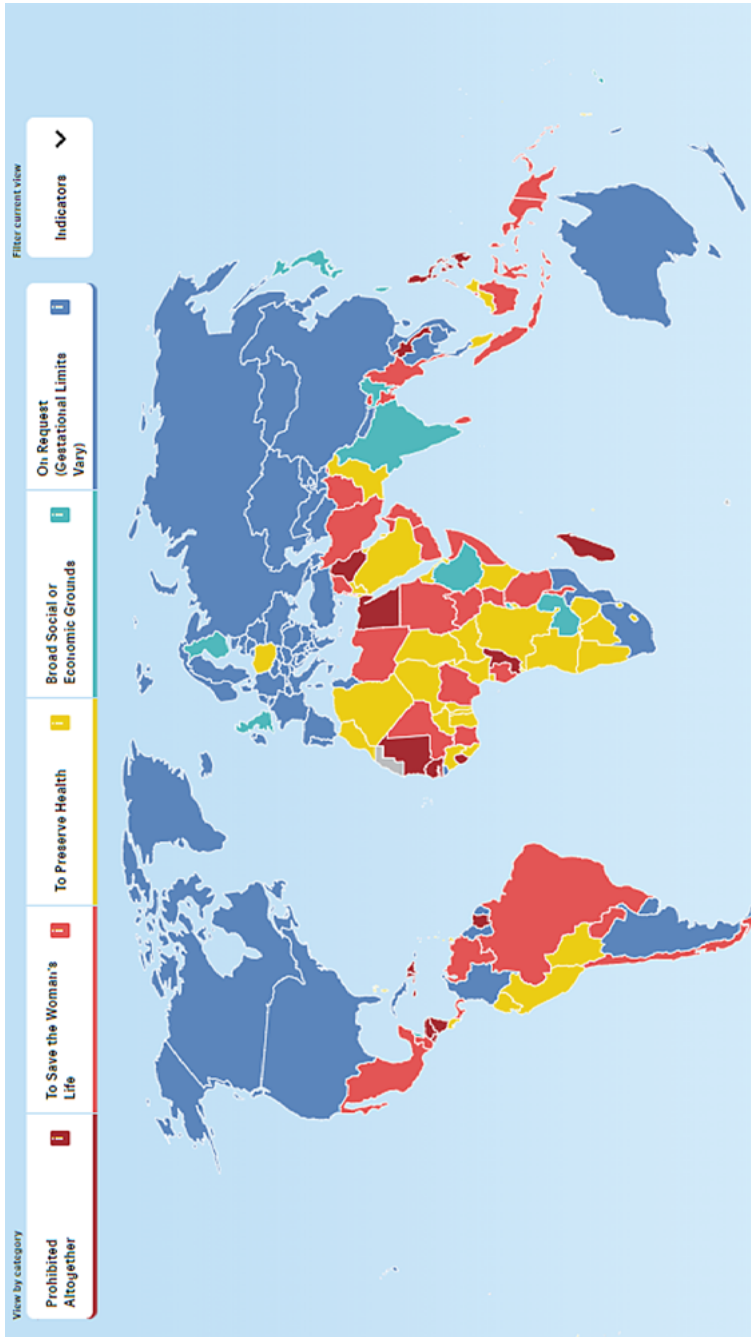 View by category
Filter current view
Prohibited
Altogether
To Save the Woman's
Life
To Preserve Health
Broad Social or
Economic Grounds
On Request
(Gestational Limits
Vary)
Indicators